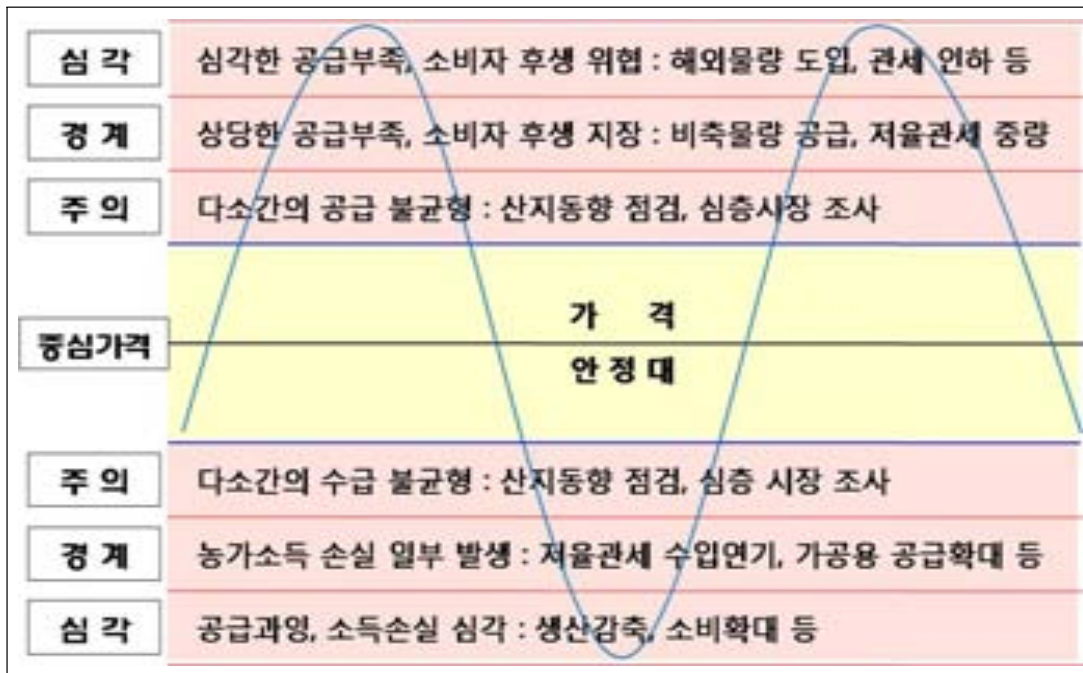 심 각
심각한 공급부족, 소비자 후생 위협 : 해외물량 도입, 관세 인하 등
경 계
상당한 공급부족, 소비자 후생 지장 : 비축물량 공급, 저율관세 중량
주 의
다소간의 공급 불균형 : 산지동향 점검, 심층시장 조사
가 격
중심가격
안 정 대
주 의
다소간의 수급 불균형 : 산지동향 점검, 심층 시장 조사
경 계
농가소득 손실 일부 발생 : 저율관세 수입연기, 가공용 공급확대 등
심 각
공급과잉, 소득손실 심각 : 생산감축, 소비확대 등